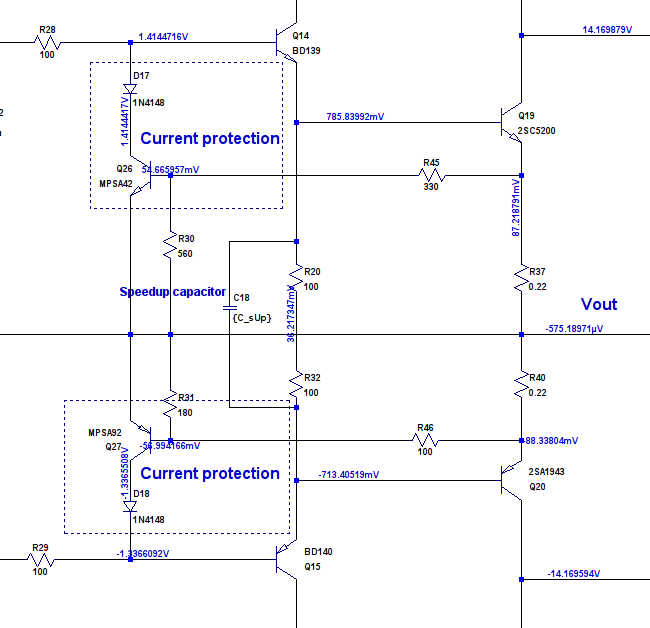 R28
100
1.4144716V
Q14
BD139
14.169879V
D17
1N4148
1.4144417V
Current protection
785.83992mV
Q19
2SC5200
Q26
MPSA42
54.665957mV
R45
330
87.218791mV
R30
560
R20
100
R37
0.22
Speedup capacitor
C18
{C_sUp}
36.217347mV
Vout
-575.18971µV
R32
100
R40
0.22
R31
180
MPSA92
Q27
-56.994166mV
R46
100
-88.33804mV
-1.3365508V
Current protection
-713.40519mV
2SA1943
Q20
D18
1N4148
R29
100
-1.3366092V
BD140
Q15
-14.169594V